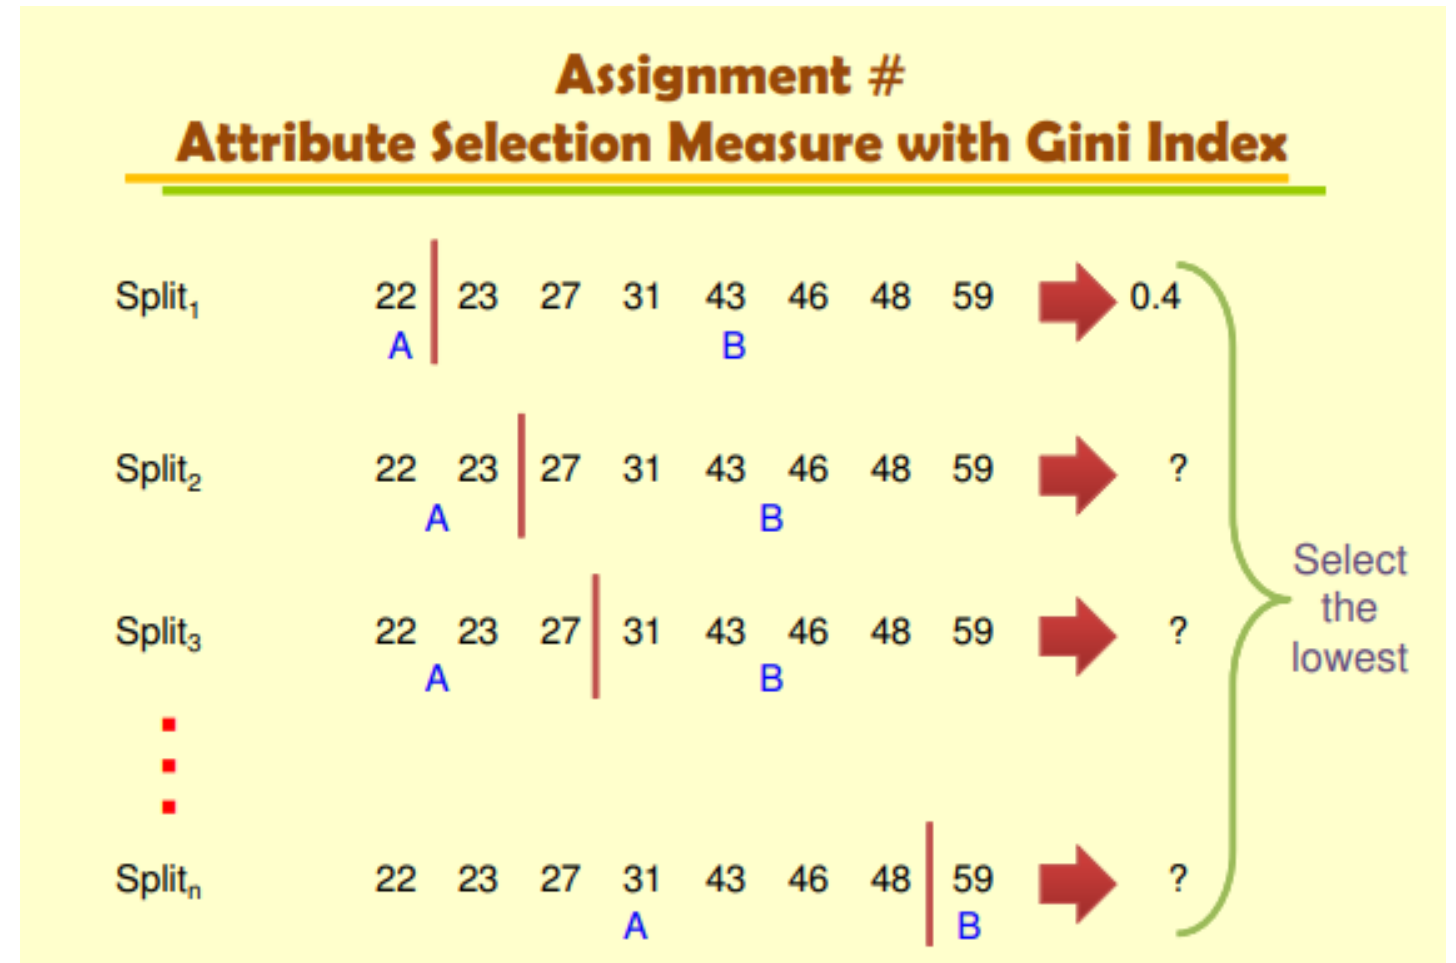 Assignment #
Attribute Selection Measure with Gini Index
Split₁ 22 23 27 31 43 46 48 59 0.4
A B
Split₂ 22 23 27 31 43 46 48 59 ?
A B
Split₃ 22 23 27 31 43 46 48 59 ?
A B
Splitₙ 22 23 27 31 43 46 48 59 ?
A B
Select
the
lowest